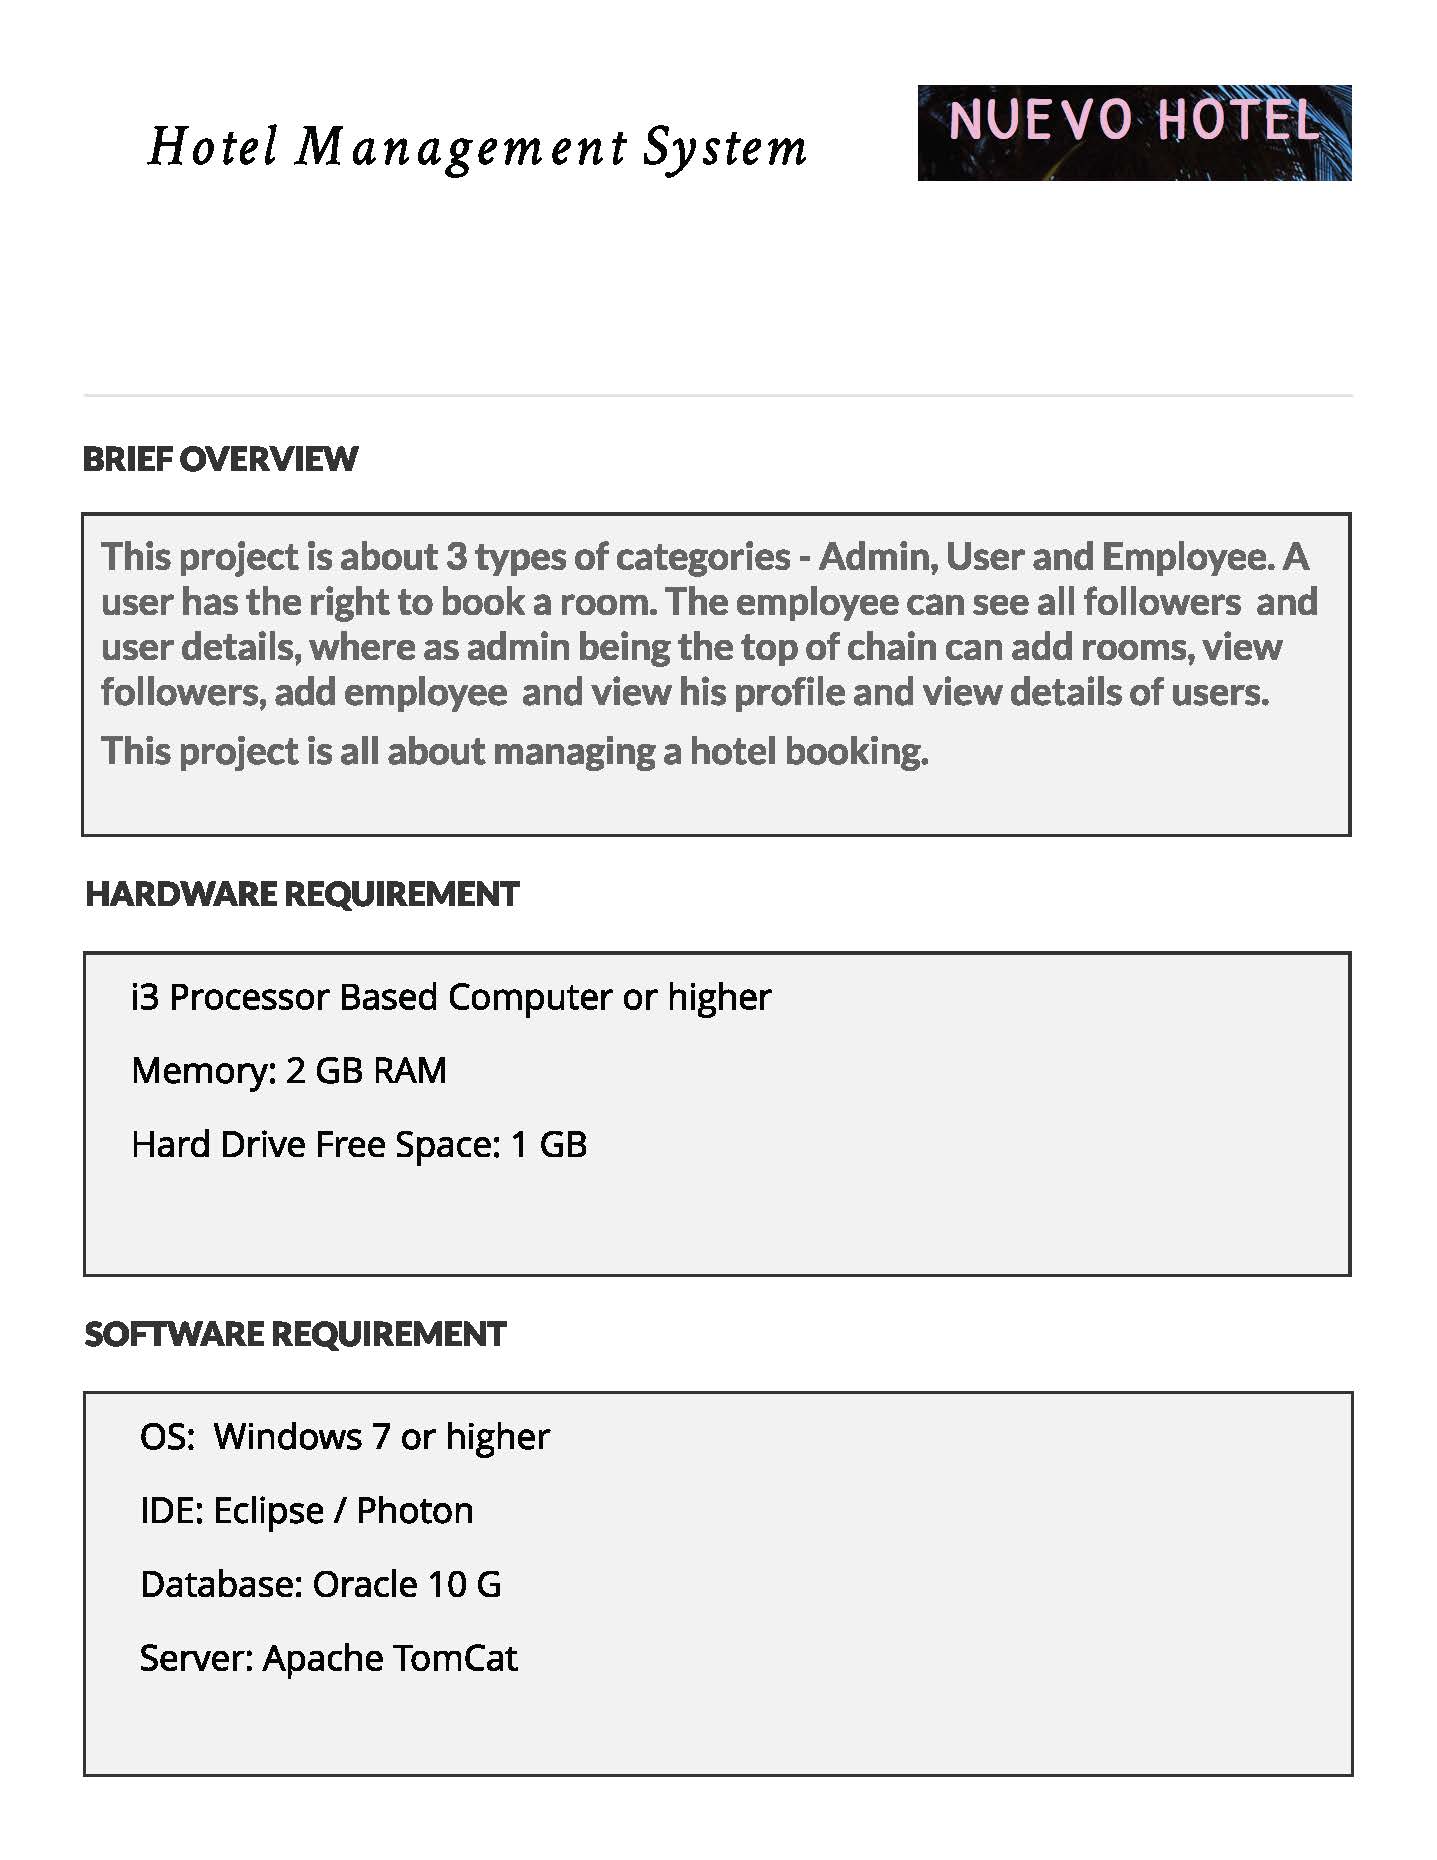 Hotel Management System
NUEVO HOTEL
BRIEF OVERVIEW
This project is about 3 types of categories - Admin, User and Employee. A
user has the right to book a room. The employee can see all followers  and
user details, where as admin being the top of chain can add rooms, view
followers, add employee  and view his profile and view details of users.
This project is all about managing a hotel booking.
HARDWARE REQUIREMENT
i3 Processor Based Computer or higher
Memory: 2 GB RAM
Hard Drive Free Space: 1 GB
SOFTWARE REQUIREMENT
OS:  Windows 7 or higher
IDE: Eclipse / Photon
Database: Oracle 10 G
Server: Apache TomCat